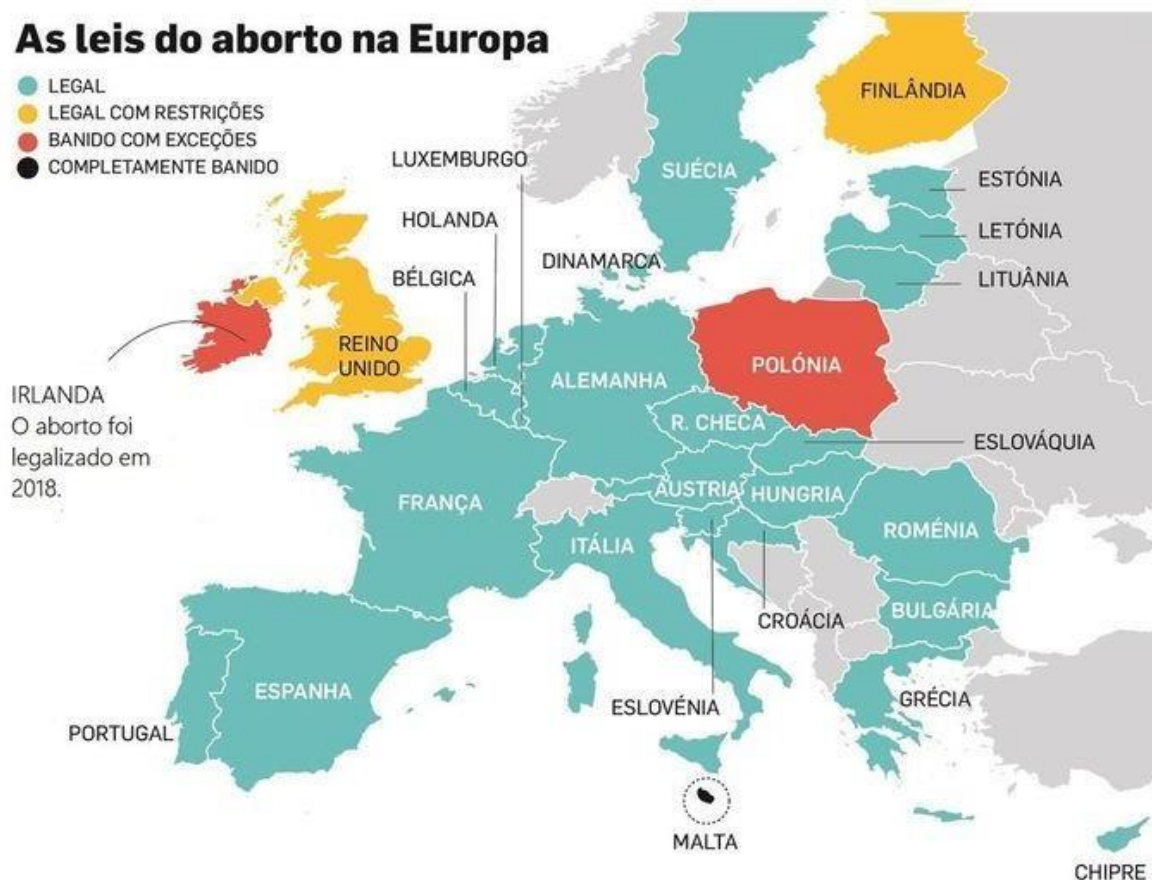 As leis do aborto na Europa
LEGAL
LEGAL COM RESTRIÇÕES
BANIDO COM EXCEÇÕES
COMPLETAMENTE BANIDO
FINLÂNDIA
LUXEMBURGO
SUÉCIA
ESTÓNIA
HOLANDA
LETÓNIA
DINAMARCA
BÉLGICA
LITUÂNIA
REINO
UNIDO
POLÓNIA
ALEMANHA
IRLANDA
O aborto foi
legalizado em
2018.
R. CHECA
ESLOVÁQUIA
FRANÇA
ÁUSTRIA
HUNGRIA
ITÁLIA
ROMÉNIA
BULGÁRIA
CROÁCIA
ESPANHA
ESLOVÉNIA
GRÉCIA
PORTUGAL
MALTA
CHIPRE